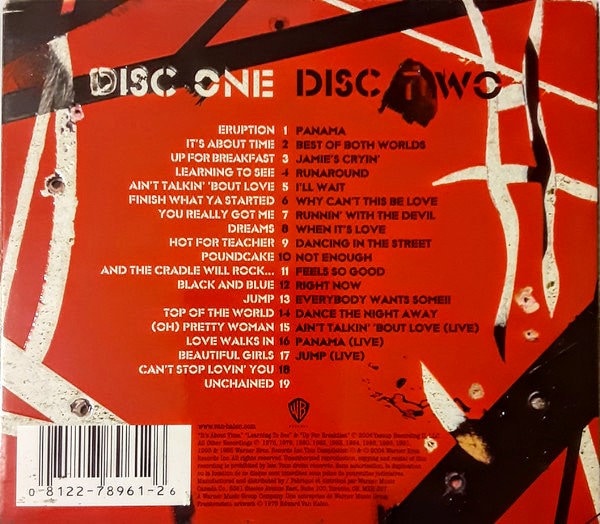 DISC ONE DISC TWO
ERUPTION 1 PANAMA
IT'S ABOUT TIME 2 BEST OF BOTH WORLDS
UP FOR BREAKFAST 3 JAMIE'S CRYIN'
LEARNING TO SEE 4 RUNAROUND
AIN'T TALKIN' 'BOUT LOVE 5 I'LL WAIT
FINISH WHAT YA STARTED 6 WHY CAN'T THIS BE LOVE
YOU REALLY GOT ME 7 RUNNIN' WITH THE DEVIL
DREAMS 8 WHEN IT'S LOVE
HOT FOR TEACHER 9 DANCING IN THE STREET
POUNDCAKE 10 NOT ENOUGH
AND THE CRADLE WILL ROCK... 11 FEELS SO GOOD
BLACK AND BLUE 12 RIGHT NOW
JUMP 13 EVERYBODY WANTS SOME!!
TOP OF THE WORLD 14 DANCE THE NIGHT AWAY
(OH) PRETTY WOMAN 15 AIN'T TALKIN' 'BOUT LOVE (LIVE)
LOVE WALKS IN 16 PANAMA (LIVE)
BEAUTIFUL GIRLS 17 JUMP (LIVE)
CAN'T STOP LOVIN' YOU 18
UNCHAINED 19
WB
www.van-halen.com
0 8122-78961-2 6